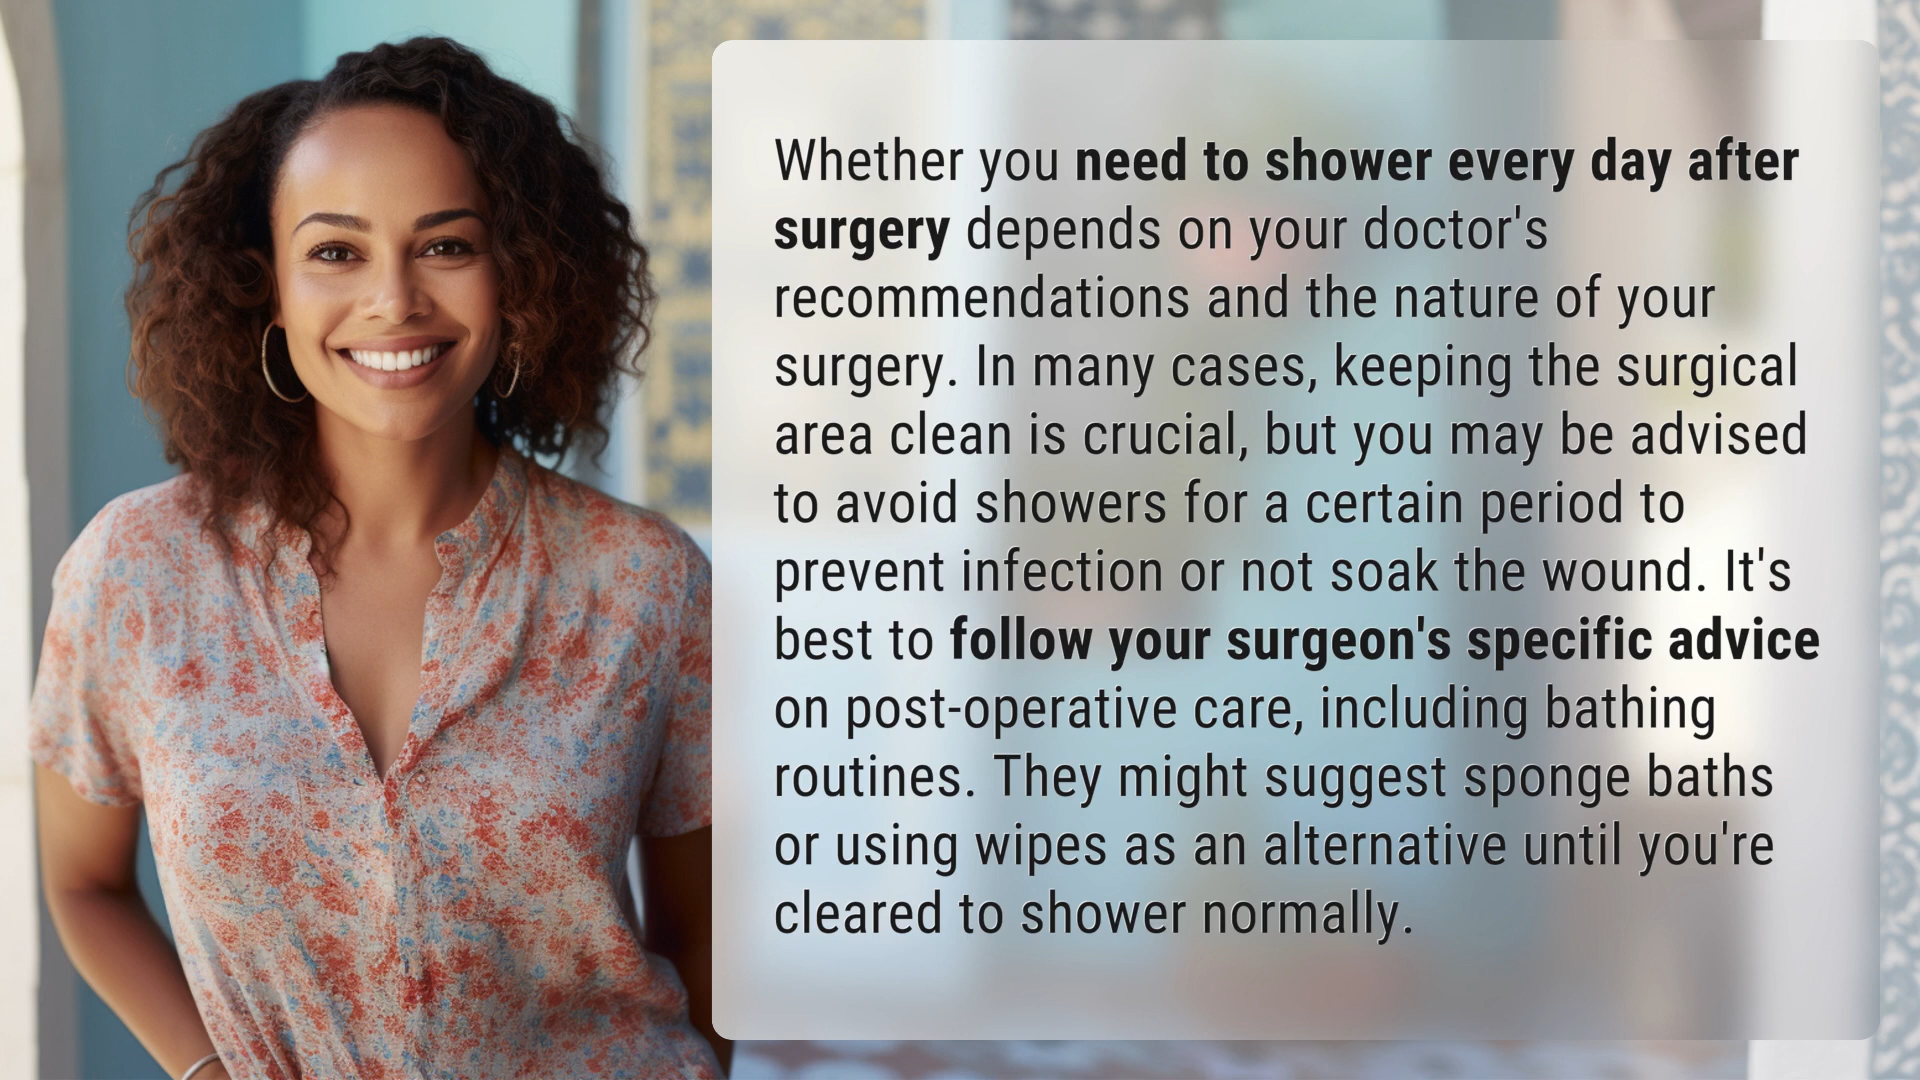 Whether you need to shower every day after
surgery depends on your doctor's
recommendations and the nature of your
surgery. In many cases, keeping the surgical
area clean is crucial, but you may be advised
to avoid showers for a certain period to
prevent infection or not soak the wound. It's
best to follow your surgeon's specific advice
on post-operative care, including bathing
routines. They might suggest sponge baths
or using wipes as an alternative until you're
cleared to shower normally.